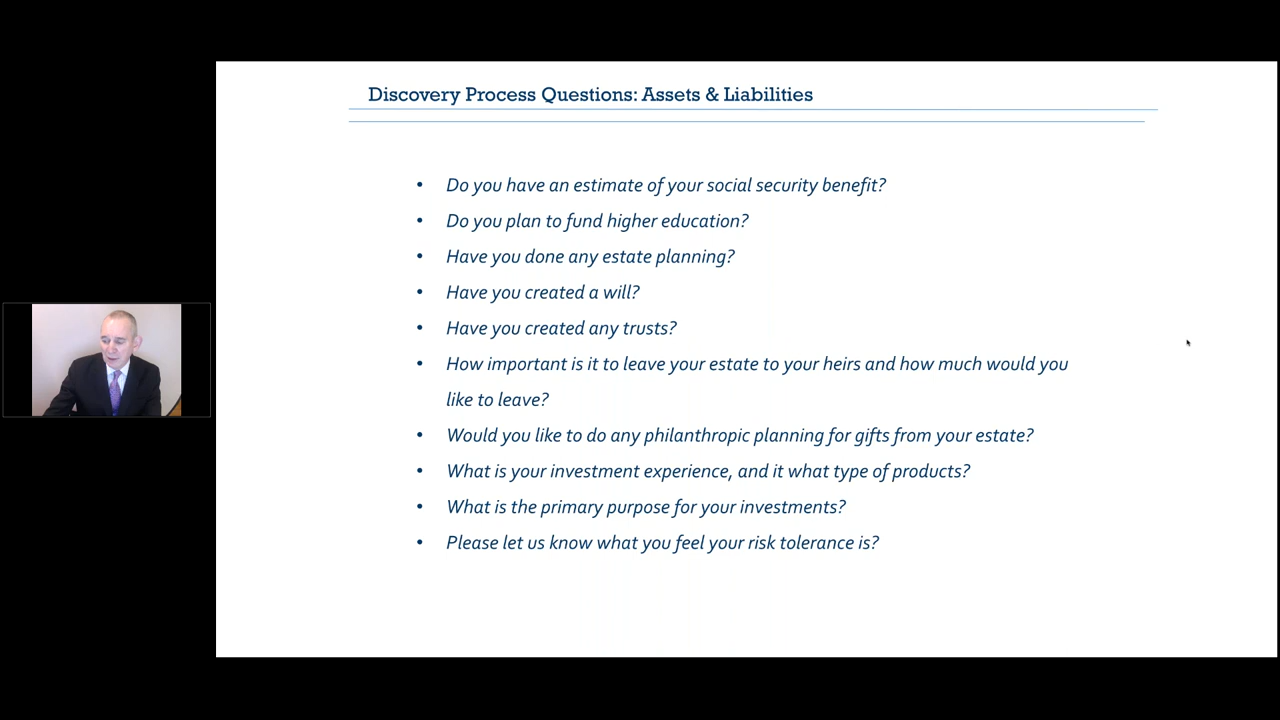 Discovery Process Questions: Assets & Liabilities
• Do you have an estimate of your social security benefit?
• Do you plan to fund higher education?
• Have you done any estate planning?
• Have you created a will?
• Have you created any trusts?
• How important is it to leave your estate to your heirs and how much would you
like to leave?
• Would you like to do any philanthropic planning for gifts from your estate?
• What is your investment experience, and it what type of products?
• What is the primary purpose for your investments?
• Please let us know what you feel your risk tolerance is?